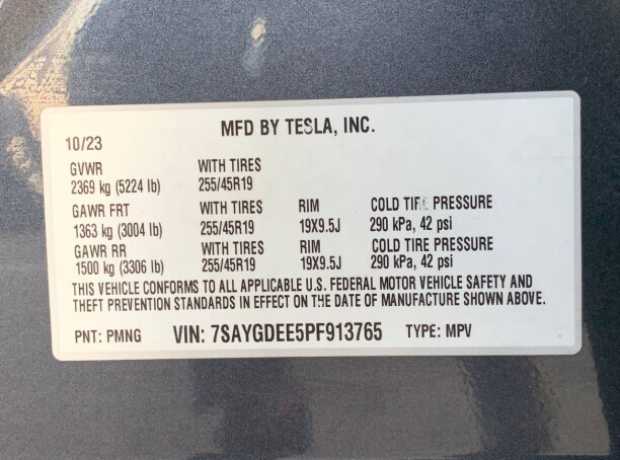 MFD BY TESLA, INC.
10/23
GVWR WITH TIRES
2369 kg (5224 lb) 255/45R19
GAWR FRT WITH TIRES RIM COLD TIRE PRESSURE
1363 kg (3004 lb) 255/45R19 19X9.5J 290 kPa, 42 psi
GAWR RR WITH TIRES RIM COLD TIRE PRESSURE
1500 kg (3306 lb) 255/45R19 19X9.5J 290 kPa, 42 psi
THIS VEHICLE CONFORMS TO ALL APPLICABLE U.S. FEDERAL MOTOR VEHICLE SAFETY AND
THEFT PREVENTION STANDARDS IN EFFECT ON THE DATE OF MANUFACTURE SHOWN ABOVE.
PNT: PMNG VIN: 7SAYGDEE5PF913765 TYPE: MPV